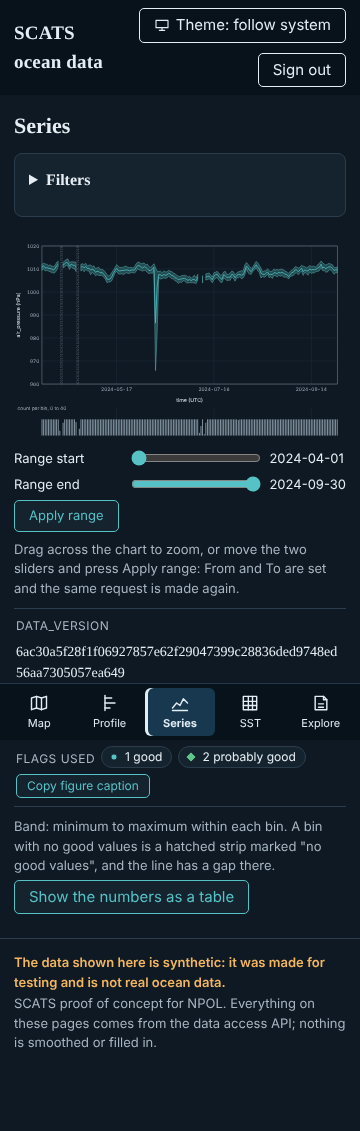 SCATS
ocean data
Theme: follow system
Sign out
Series
Filters
1020
1010
1000
990
980
970
960
air_pressure (hPa)
2024-05-17
2024-07-16
2024-09-14
time (UTC)
count per bin, 0 to 40
Range start
2024-04-01
Range end
2024-09-30
Apply range
Drag across the chart to zoom, or move the two
sliders and press Apply range: From and To are set
and the same request is made again.
DATA_VERSION
6ac30a5f28f1f06927857e62f29047399c28836ded9748ed
56aa7305057ea649
Map
Profile
Series
SST
Explore
FLAGS USED
1 good
2 probably good
Copy figure caption
Band: minimum to maximum within each bin. A bin
with no good values is a hatched strip marked "no
good values", and the line has a gap there.
Show the numbers as a table
The data shown here is synthetic: it was made for
testing and is not real ocean data.
SCATS proof of concept for NPOL. Everything on
these pages comes from the data access API; nothing
is smoothed or filled in.